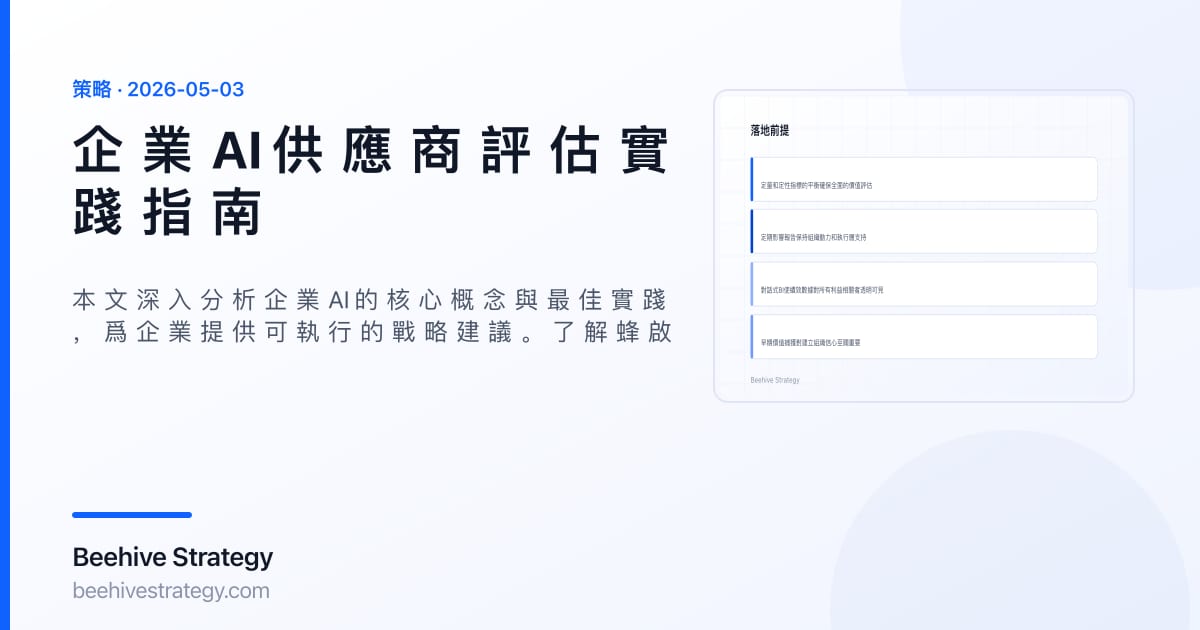 策略 · 2026-05-03
企業AI供應商評估實
踐指南
本文深入分析企業AI的核心概念與最佳實踐
，爲企業提供可執行的戰略建議。了解蜂啟
落地前提
定量和定性指標的平衡確保全面的價值評估
定期影響報告保持組織動力和執行層支持
對話式BI使績效數據對所有利益相關者透明可見
早期價值捕獲對建立組織信心至關重要
Beehive Strategy
Beehive Strategy
beehivestrategy.com